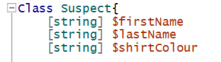 Class Suspect{
[string] $firstName
[string] $lastName
[string] $shirtColour